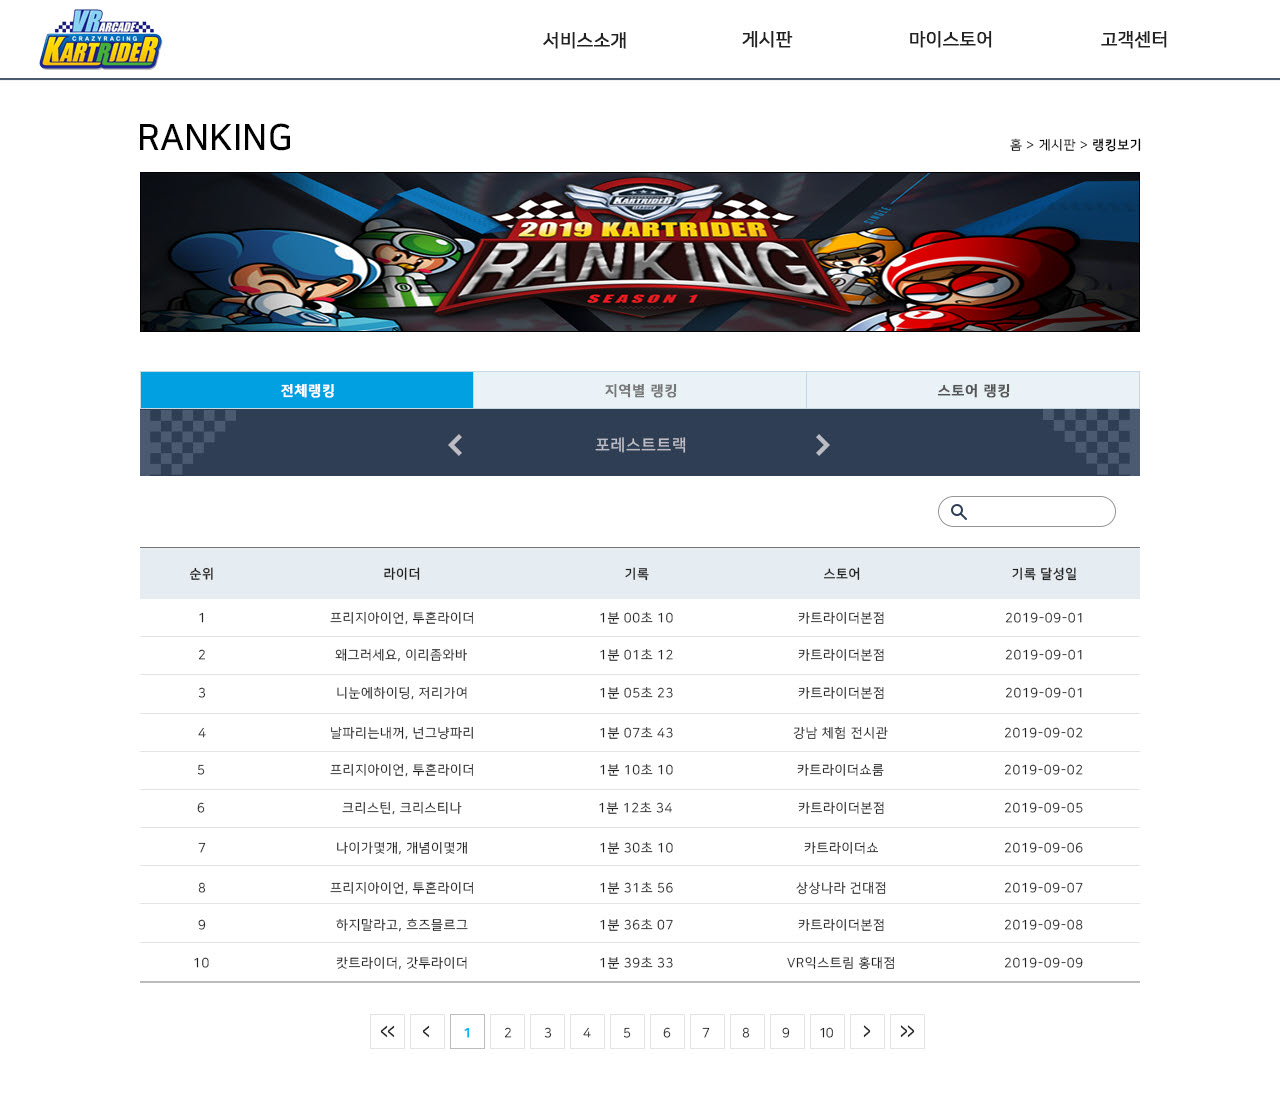 VR ARCADE
CRAZYRACING
KARTRIDER
서비스소개 게시판 마이스토어 고객센터
RANKING
홈 > 게시판 > 랭킹보기
KARTRIDER
LEAGUE
SINGLE
2019 KARTRIDER
RANKING
SEASON 1
전체랭킹 지역별 랭킹 스토어 랭킹
포레스트트랙
순위 라이더 기록 스토어 기록 달성일
1 프리지아이언, 투혼라이더 1분 00초 10 카트라이더본점 2019-09-01
2 왜그러세요, 이리좀와바 1분 01초 12 카트라이더본점 2019-09-01
3 니눈에하이딩, 저리가여 1분 05초 23 카트라이더본점 2019-09-01
4 날파리는내꺼, 넌그냥파리 1분 07초 43 강남 체험 전시관 2019-09-02
5 프리지아이언, 투혼라이더 1분 10초 10 카트라이더쇼룸 2019-09-02
6 크리스틴, 크리스티나 1분 12초 34 카트라이더본점 2019-09-05
7 나이가몇개, 개념이몇개 1분 30초 10 카트라이더쇼 2019-09-06
8 프리지아이언, 투혼라이더 1분 31초 56 상상나라 건대점 2019-09-07
9 하지말라고, 흐즈믈르그 1분 36초 07 카트라이더본점 2019-09-08
10 캇트라이더, 갓투라이더 1분 39초 33 VR익스트림 홍대점 2019-09-09
<< < 1 2 3 4 5 6 7 8 9 10 > >>